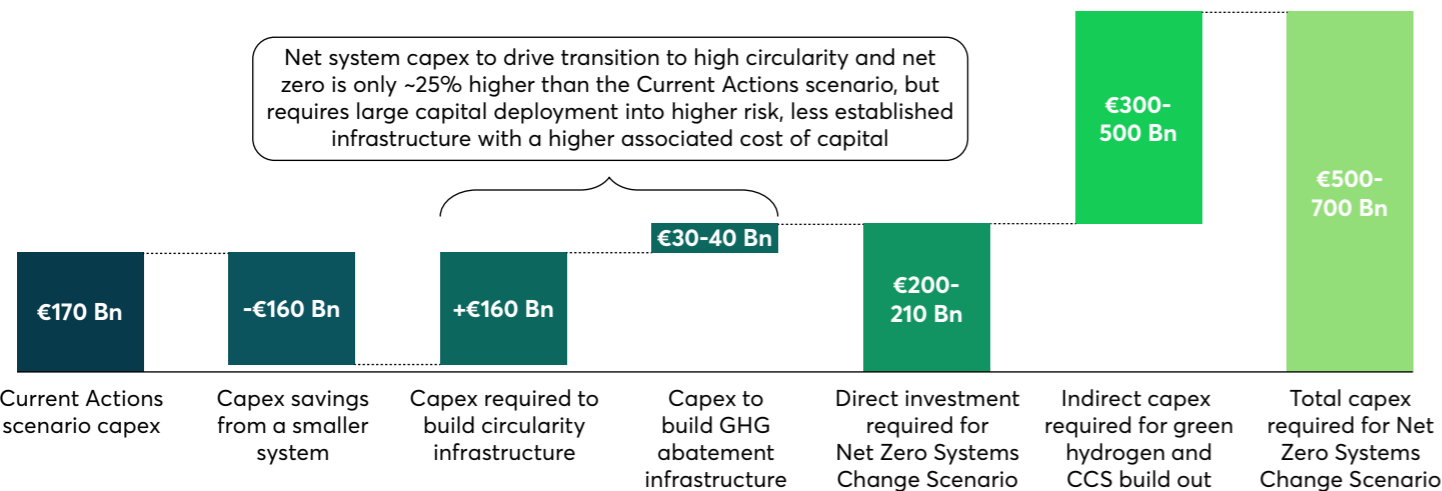 Net system capex to drive transition to high circularity and net
zero is only ~25% higher than the Current Actions scenario, but
requires large capital deployment into higher risk, less established
infrastructure with a higher associated cost of capital
€170 Bn
-€160 Bn
+€160 Bn
€30-40 Bn
€200-
210 Bn
€300-
500 Bn
€500-
700 Bn
Current Actions
scenario capex
Capex savings
from a smaller
system
Capex required to
build circularity
infrastructure
Capex to
build GHG
abatement
infrastructure
Direct investment
required for
Net Zero Systems
Change Scenario
Indirect capex
required for green
hydrogen and
CCS build out
Total capex
required for Net
Zero Systems
Change Scenario